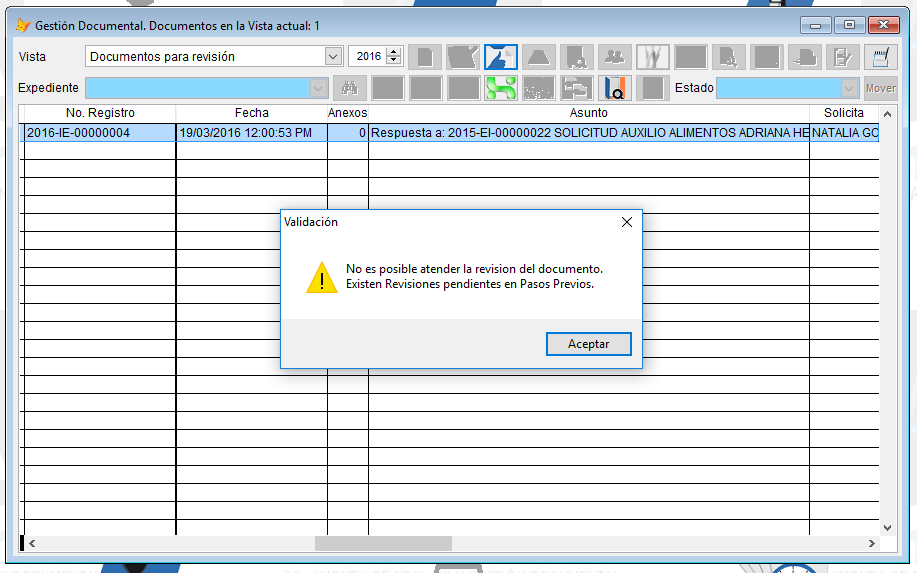 Gestión Documental. Documentos en la Vista actual: 1
Vista Documentos para revisión 2016
Expediente Estado Mover
No. Registro Fecha Anexos Asunto Solicita
2016-IE-00000004 19/03/2016 12:00:53 PM 0 Respuesta a: 2015-EI-00000022 SOLICITUD AUXILIO ALIMENTOS ADRIANA HE NATALIA GO
Validación
No es posible atender la revision del documento.
Existen Revisiones pendientes en Pasos Previos.
Aceptar